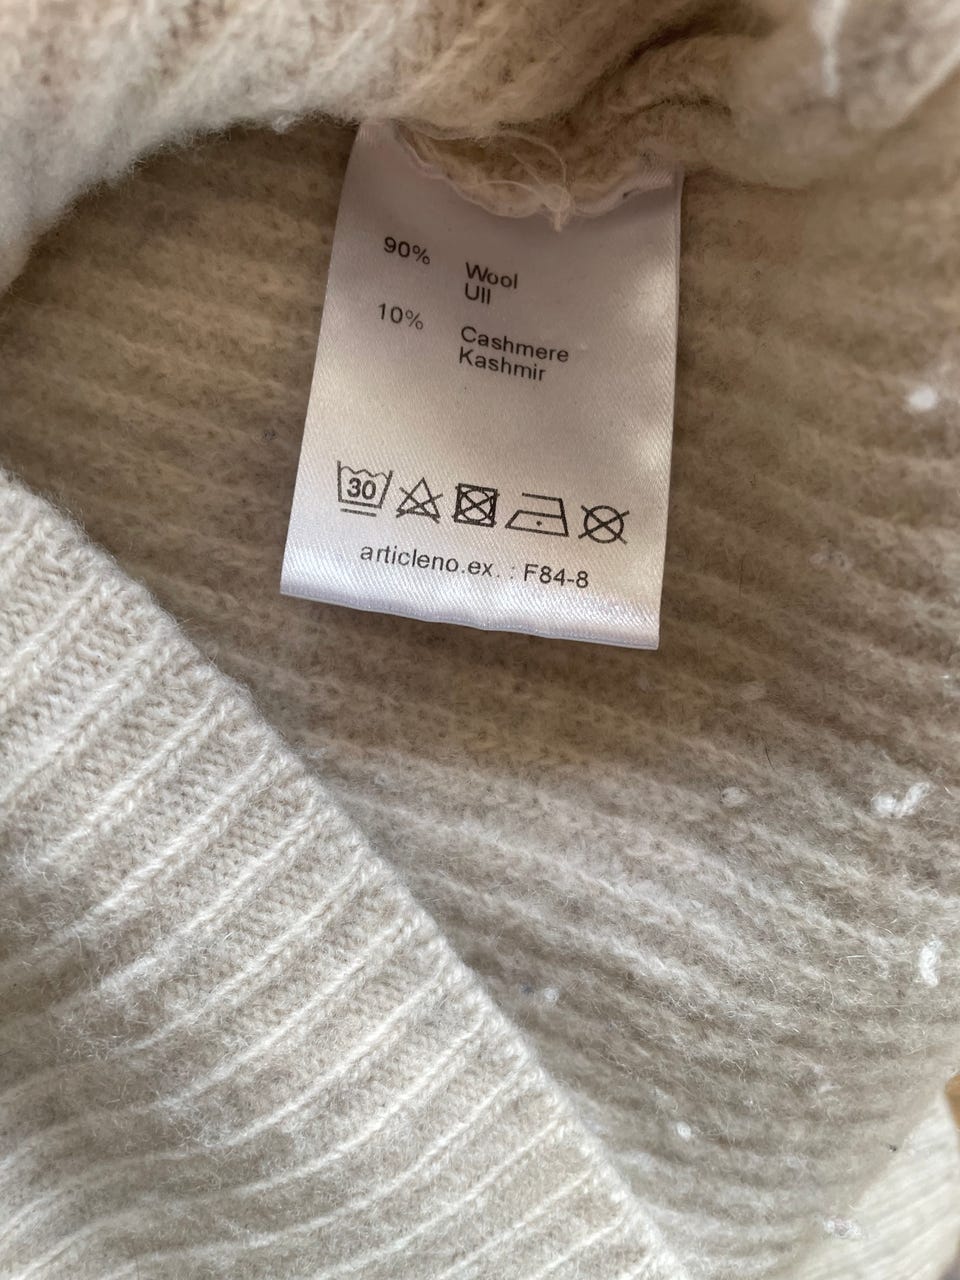 90% Wool
Ull
10% Cashmere
Kashmir
30
articleno.ex. : F84-8